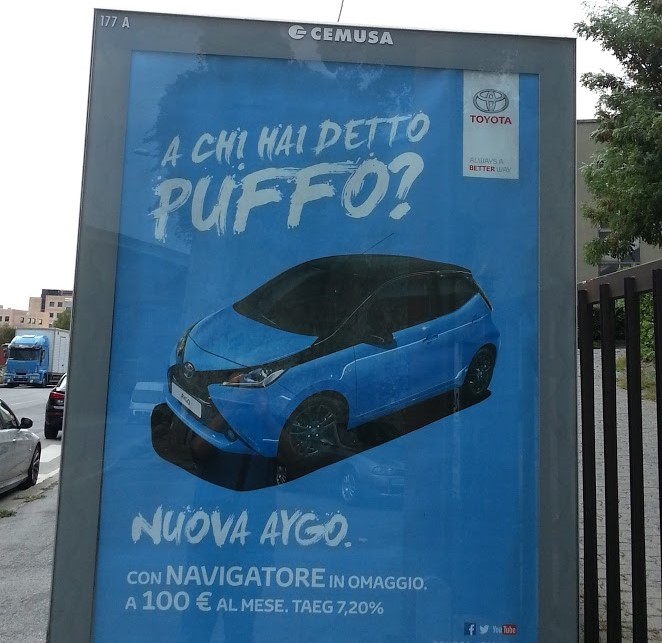 177 A
CEMUSA
TOYOTA
ALWAYS A
BETTER WAY
A CHI HAI DETTO
PUFFO?
AYGO
NUOVA AYGO.
CON NAVIGATORE IN OMAGGIO.
A 100 € AL MESE. TAEG 7,20%
YouTube